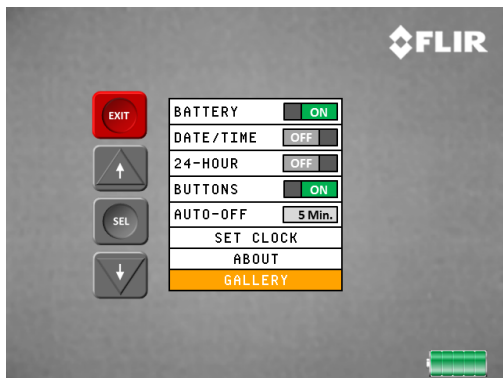 FLIR
EXIT
BATTERY ON
DATE/TIME OFF
24-HOUR OFF
BUTTONS ON
SEL
AUTO-OFF 5 Min.
SET CLOCK
ABOUT
GALLERY